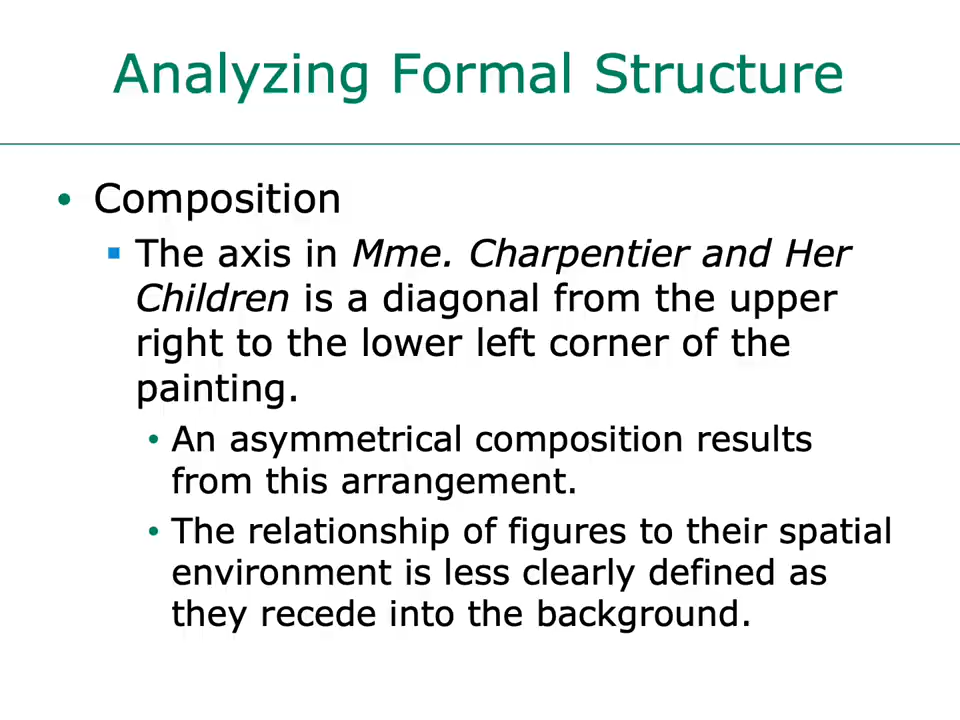 Analyzing Formal Structure
• Composition
▪ The axis in Mme. Charpentier and Her
Children is a diagonal from the upper
right to the lower left corner of the
painting.
• An asymmetrical composition results
from this arrangement.
• The relationship of figures to their spatial
environment is less clearly defined as
they recede into the background.